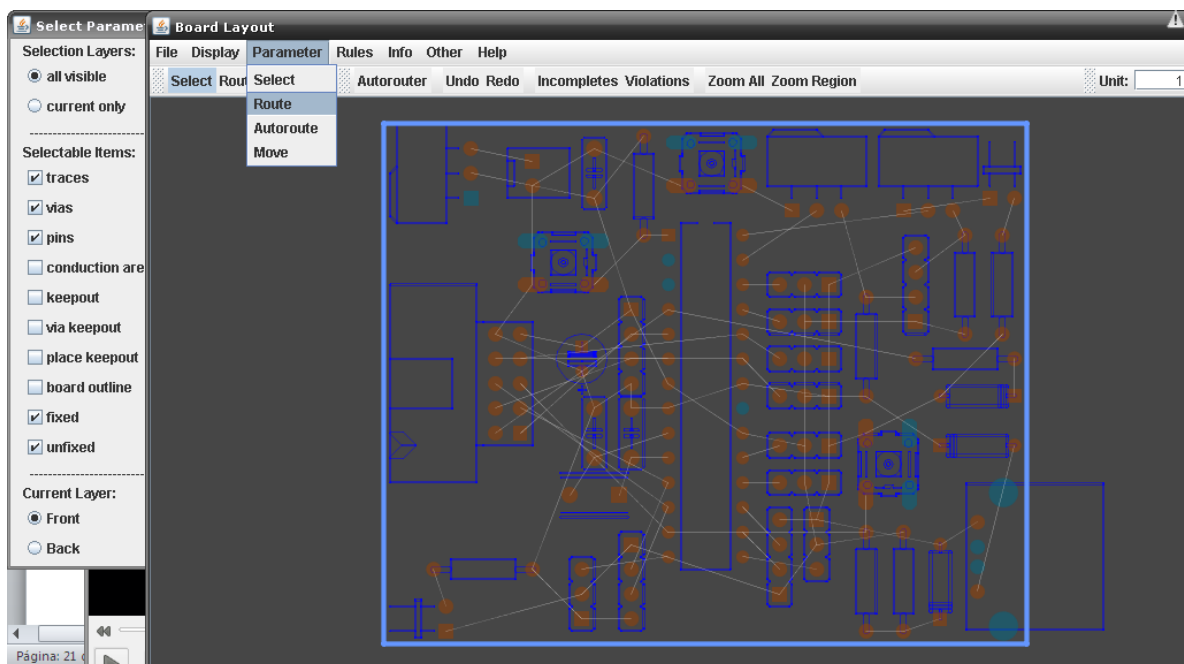 Select Parame
Selection Layers:
all visible
current only
Selectable Items:
traces
vias
pins
conduction are
keepout
via keepout
place keepout
board outline
fixed
unfixed
Current Layer:
Front
Back
Página: 21
Board Layout
File Display Parameter Rules Info Other Help
Select Rou Autorouter Undo Redo Incompletes Violations Zoom All Zoom Region Unit: 1
Select
Route
Autoroute
Move